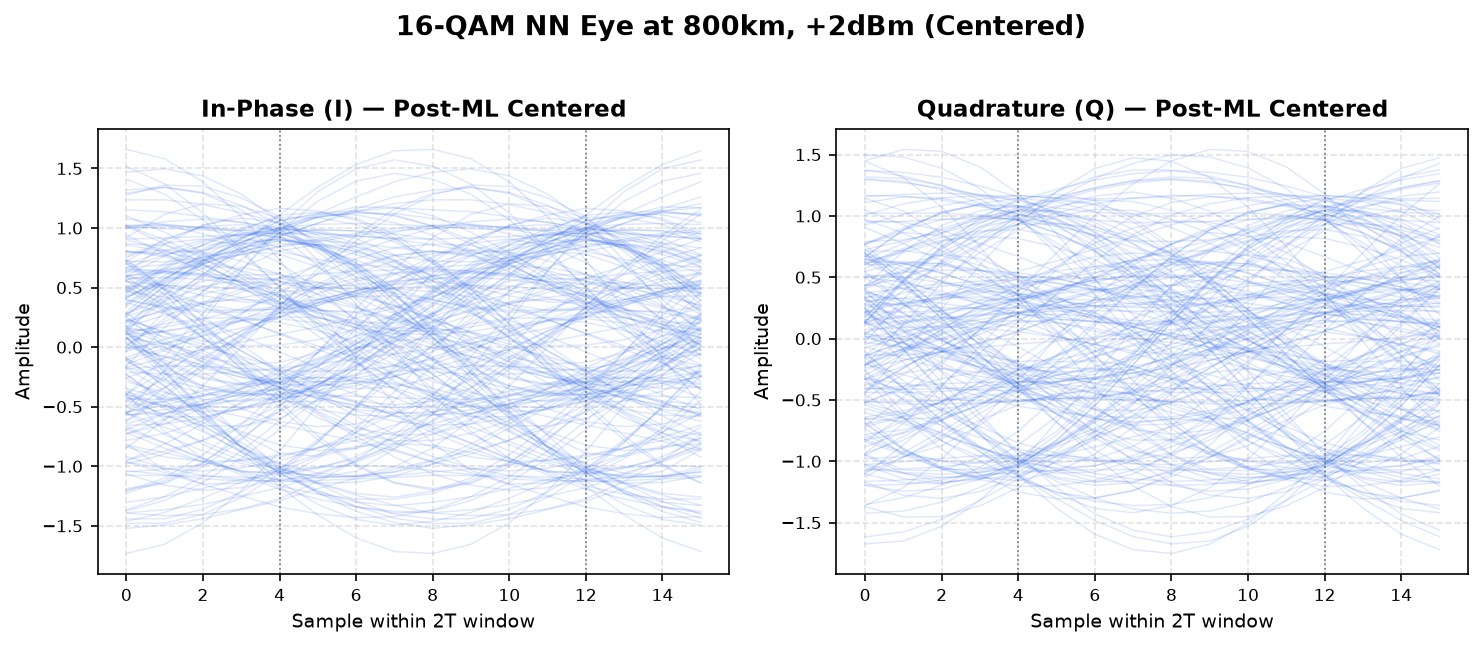 16-QAM NN Eye at 800km, +2dBm (Centered)
In-Phase (I) — Post-ML Centered
Quadrature (Q) — Post-ML Centered
Amplitude
1.5
1.0
0.5
0.0
−0.5
−1.0
−1.5
0 2 4 6 8 10 12 14
Sample within 2T window
Amplitude
1.5
1.0
0.5
0.0
−0.5
−1.0
−1.5
0 2 4 6 8 10 12 14
Sample within 2T window